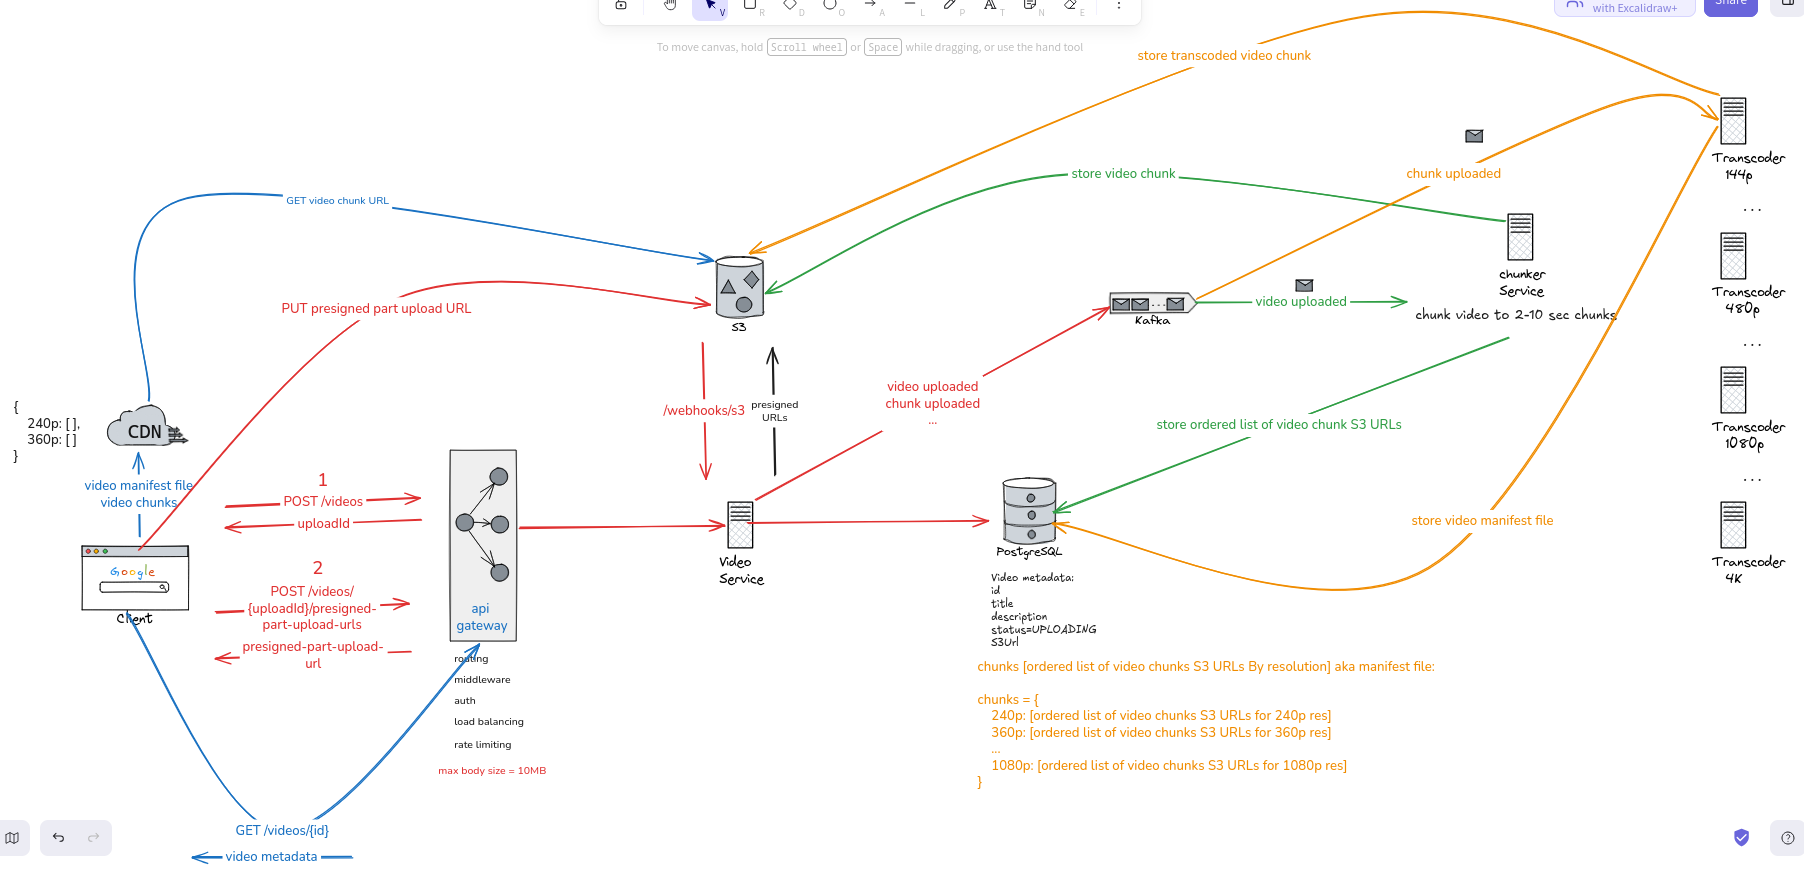 V
R
D
O
A
L
P
T
N
E
with Excalidraw+
Share
To move canvas, hold Scroll wheel or Space while dragging, or use the hand tool
store transcoded video chunk
Transcoder
144p
...
chunk uploaded
store video chunk
GET video chunk URL
S3
PUT presigned part upload URL
Kafka
...
video uploaded
chunker
Service
chunk video to 2-10 sec chunks
Transcoder
480p
...
video uploaded
chunk uploaded
...
/webhooks/s3
presigned
URLs
{
240p: [ ],
360p: [ ]
}
CDN
video manifest file
video chunks
store ordered list of video chunk S3 URLs
Transcoder
1080p
...
1
POST /videos
uploadId
store video manifest file
Google
Client
2
POST /videos/
{uploadId}/presigned-
part-upload-urls
presigned-part-upload-
url
api
gateway
routing
middleware
auth
load balancing
rate limiting
max body size = 10MB
Video
Service
PostgreSQL
Video metadata:
id
title
description
status=UPLOADING
S3Url
Transcoder
4K
chunks [ordered list of video chunks S3 URLs By resolution] aka manifest file:
chunks = {
240p: [ordered list of video chunks S3 URLs for 240p res]
360p: [ordered list of video chunks S3 URLs for 360p res]
...
1080p: [ordered list of video chunks S3 URLs for 1080p res]
}
GET /videos/{id}
video metadata